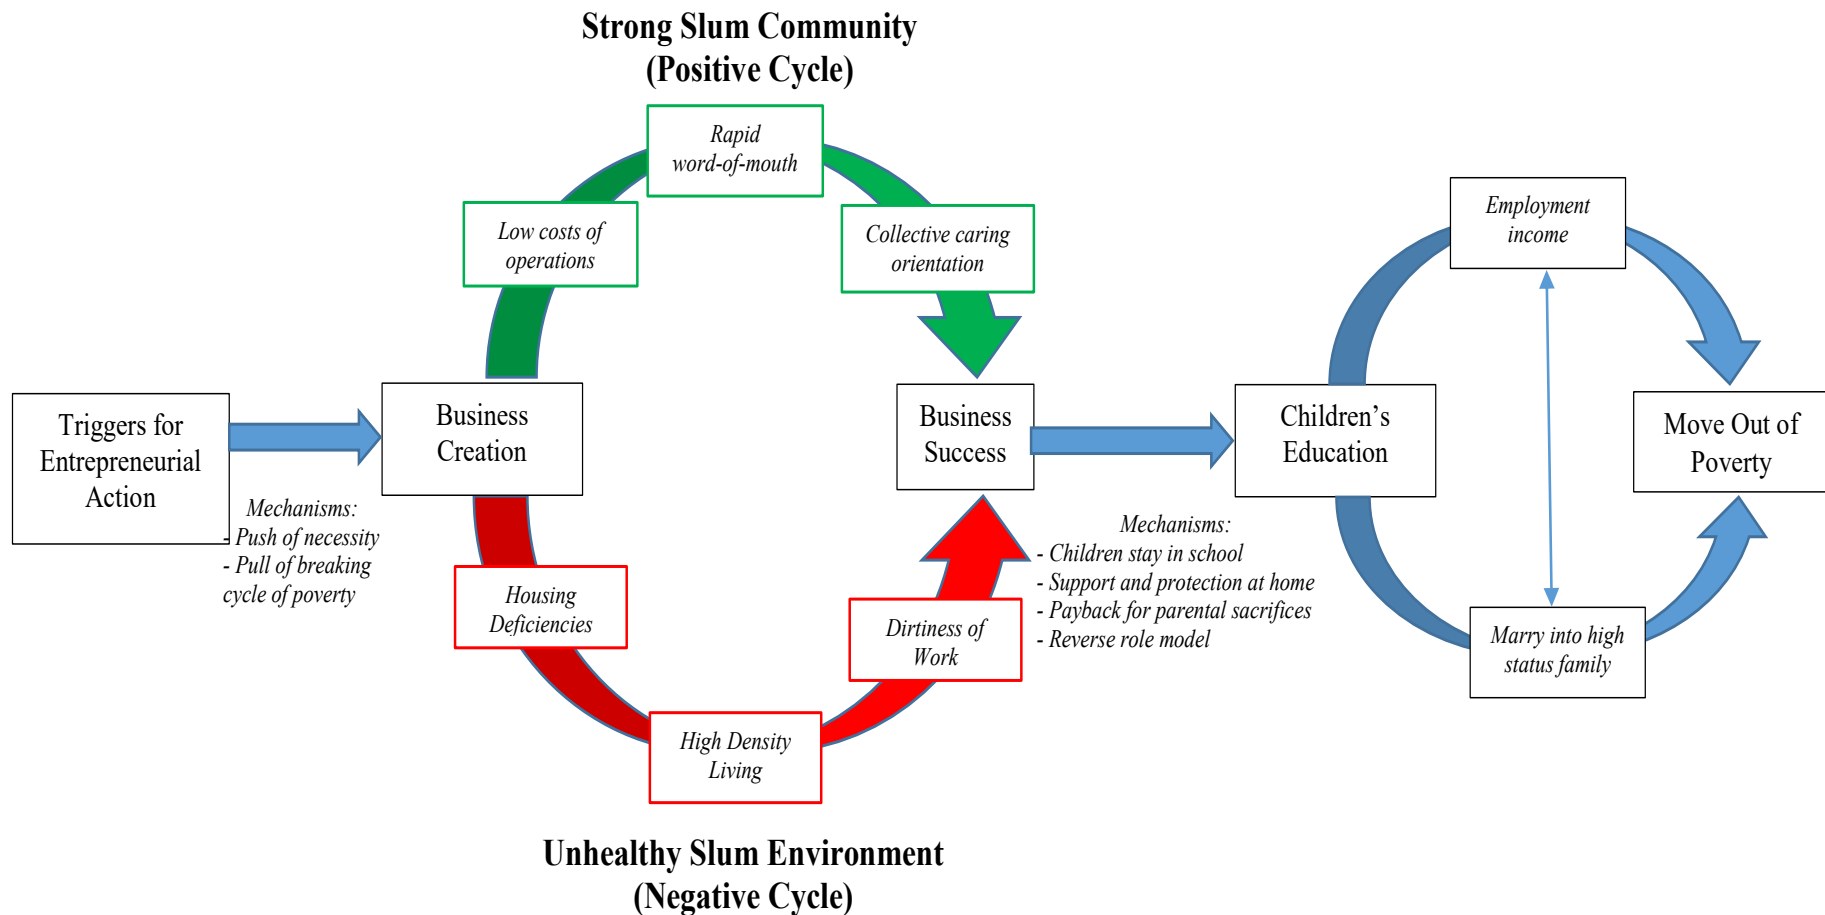 Strong Slum Community
(Positive Cycle)
Rapid
word-of-mouth
Low costs of
operations
Collective caring
orientation
Employment
income
Triggers for
Entrepreneurial
Action
Business
Creation
Business
Success
Children’s
Education
Move Out of
Poverty
Mechanisms:
- Push of necessity
- Pull of breaking
cycle of poverty
Mechanisms:
- Children stay in school
- Support and protection at home
- Payback for parental sacrifices
- Reverse role model
Housing
Deficiencies
Dirtiness of
Work
Marry into high
status family
High Density
Living
Unhealthy Slum Environment
(Negative Cycle)